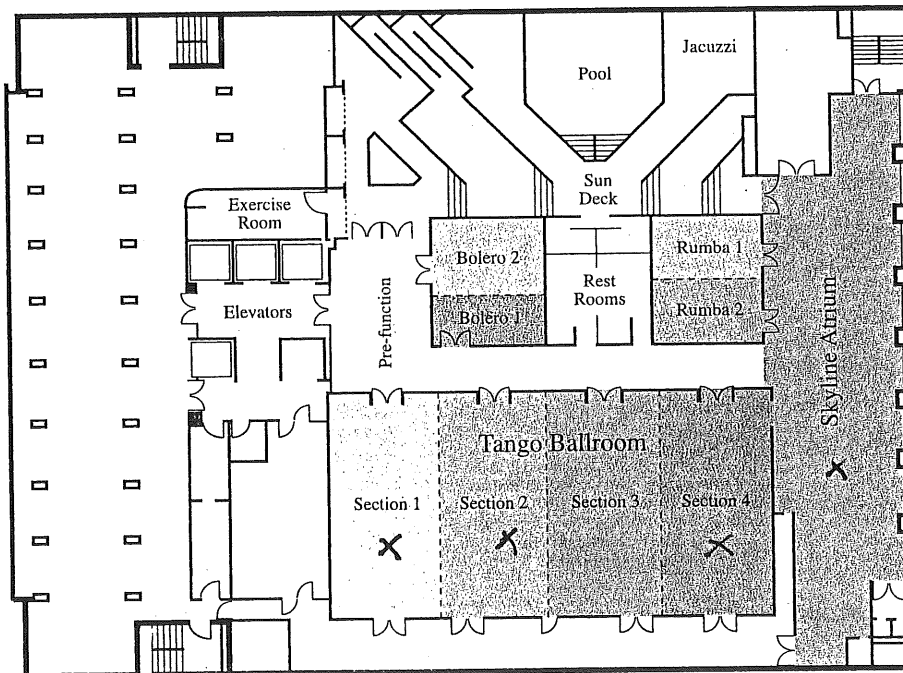 Jacuzzi
Pool
Sun
Deck
Exercise
Room
Bolero 2
Rumba 1
Rest
Rooms
Elevators
Bolero 1
Rumba 2
Pre-function
Skyline Atrium
Tango Ballroom
Section 1
Section 2
Section 3
Section 4
X
X
X
X